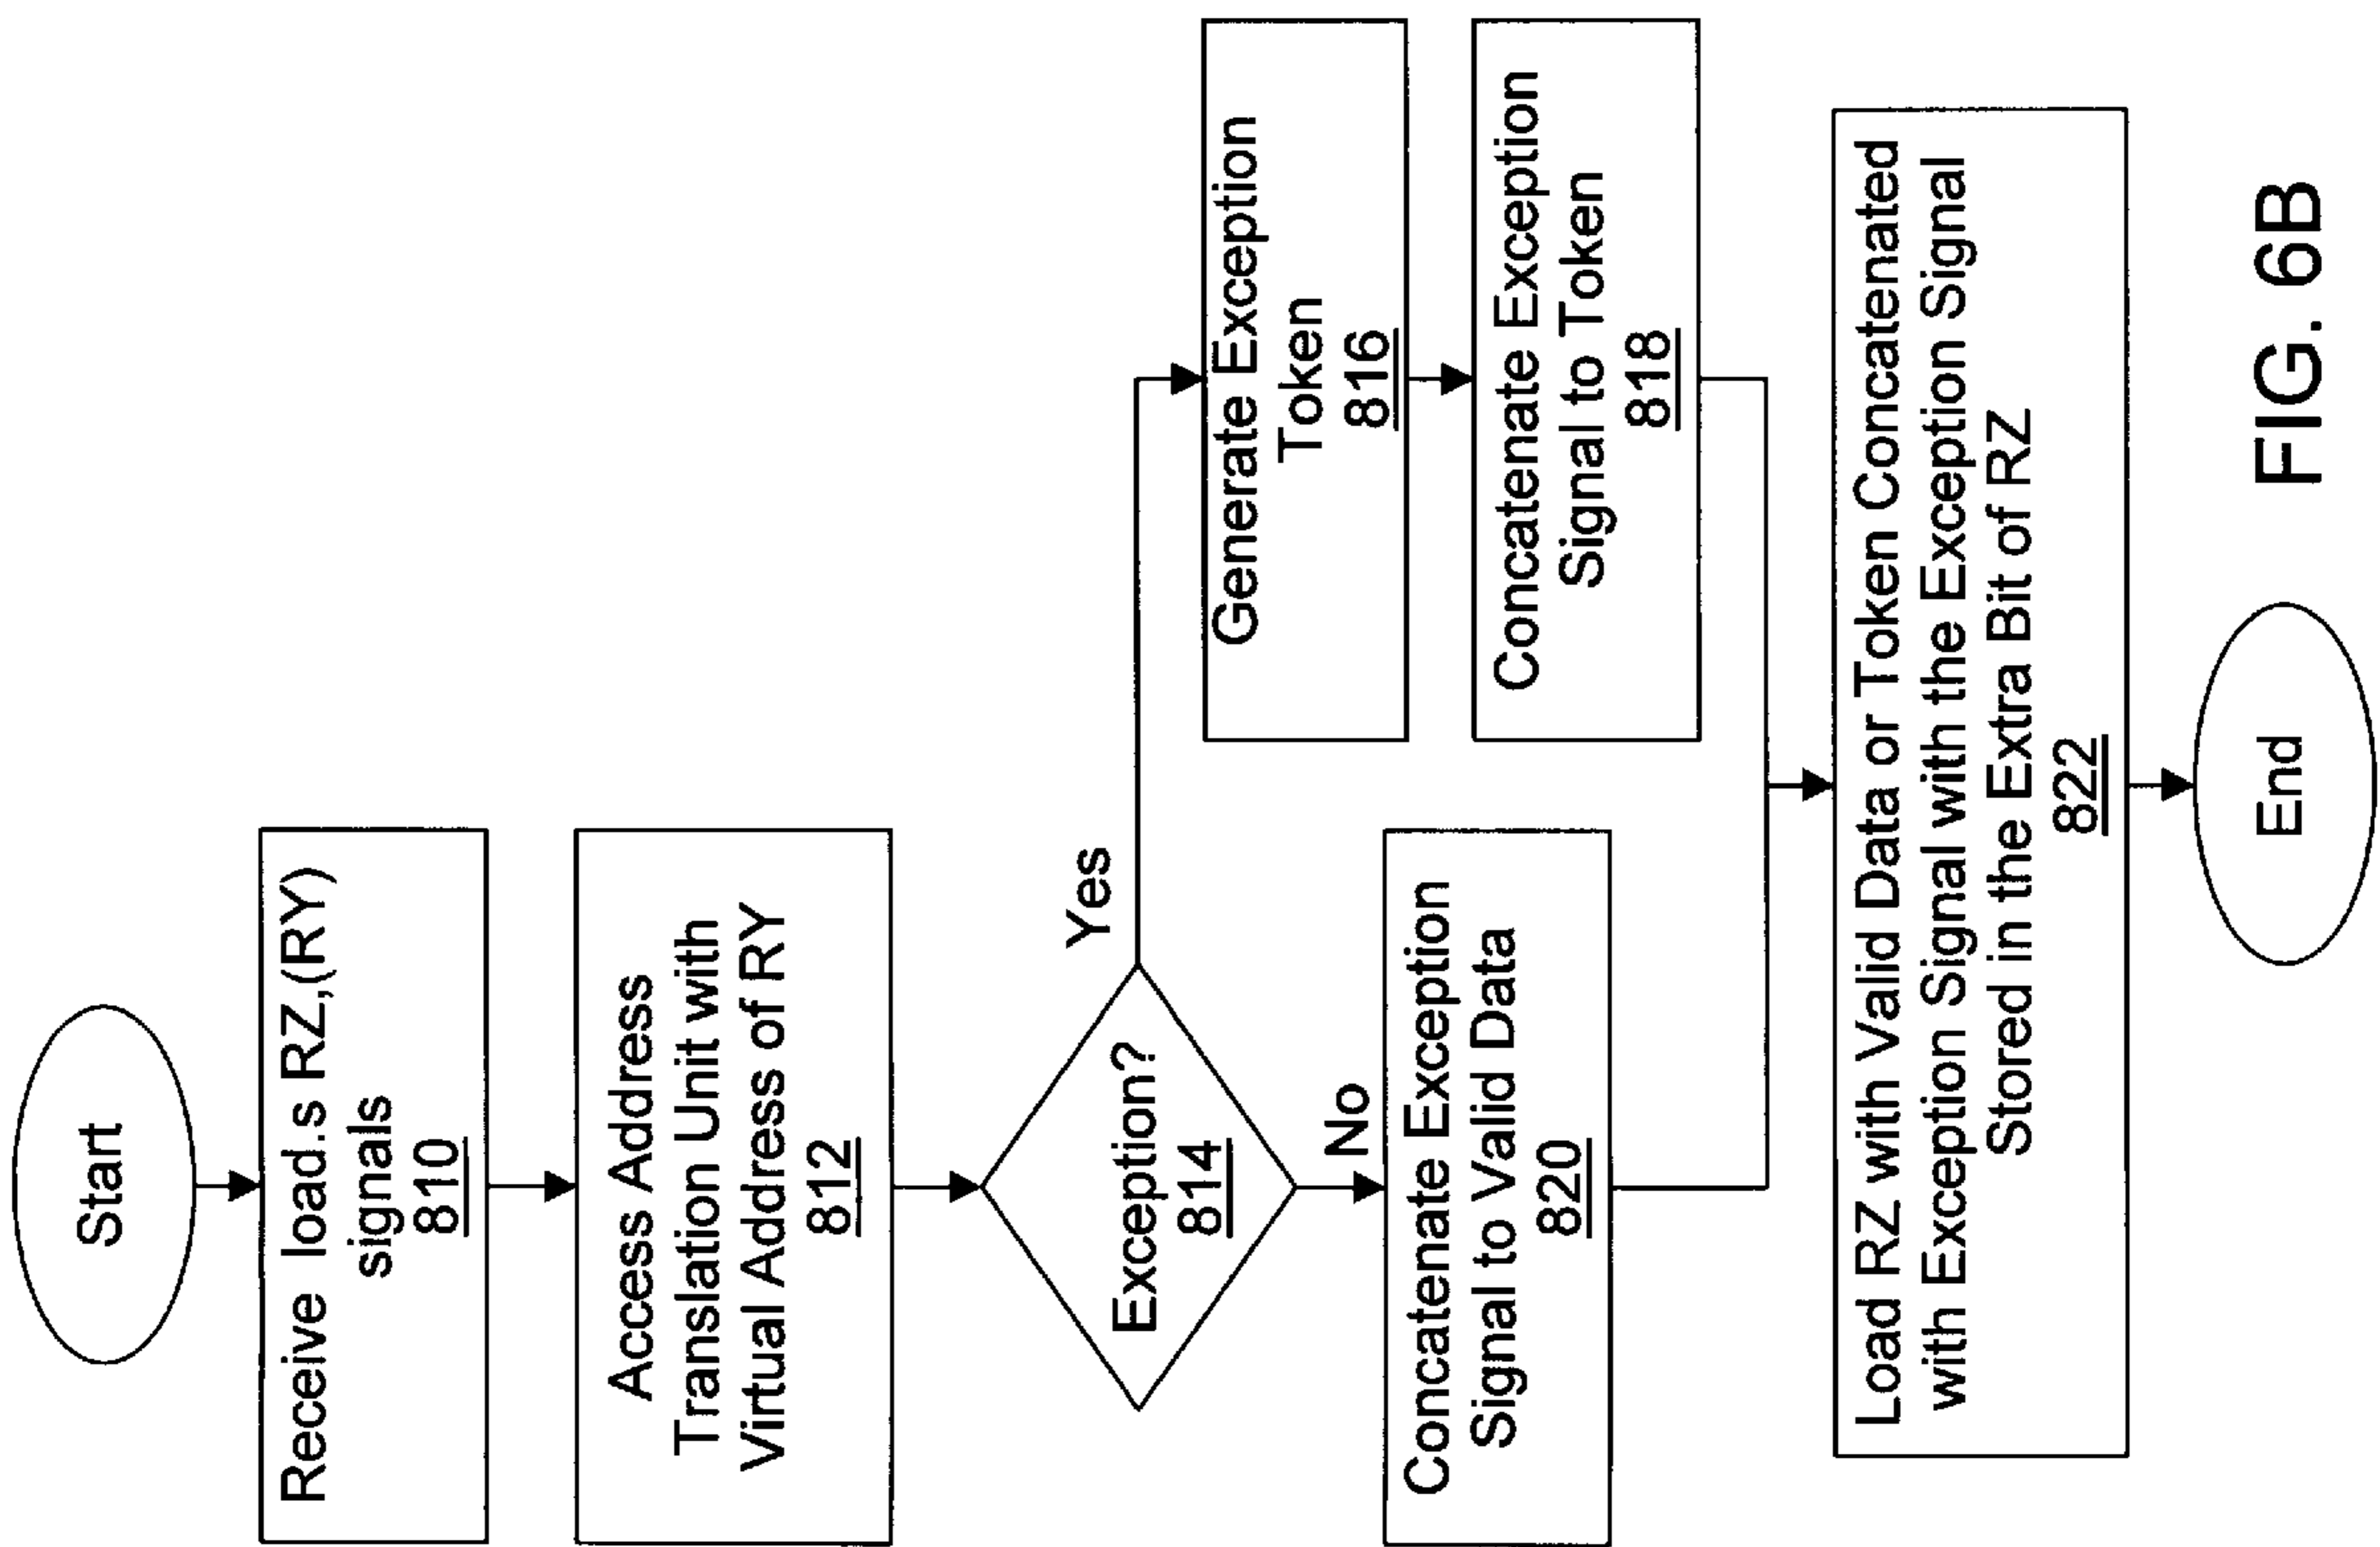 Start
Receive load.s RZ,(RY)
signals
810
Access Address
Translation Unit with
Virtual Address of RY
812
Exception?
814
Yes
No
Generate Exception
Token
816
Concatenate Exception
Signal to Token
818
Concatenate Exception
Signal to Valid Data
820
Load RZ with Valid Data or Token Concatenated
with Exception Signal with the Exception Signal
Stored in the Extra Bit of RZ
822
End
FIG. 6B